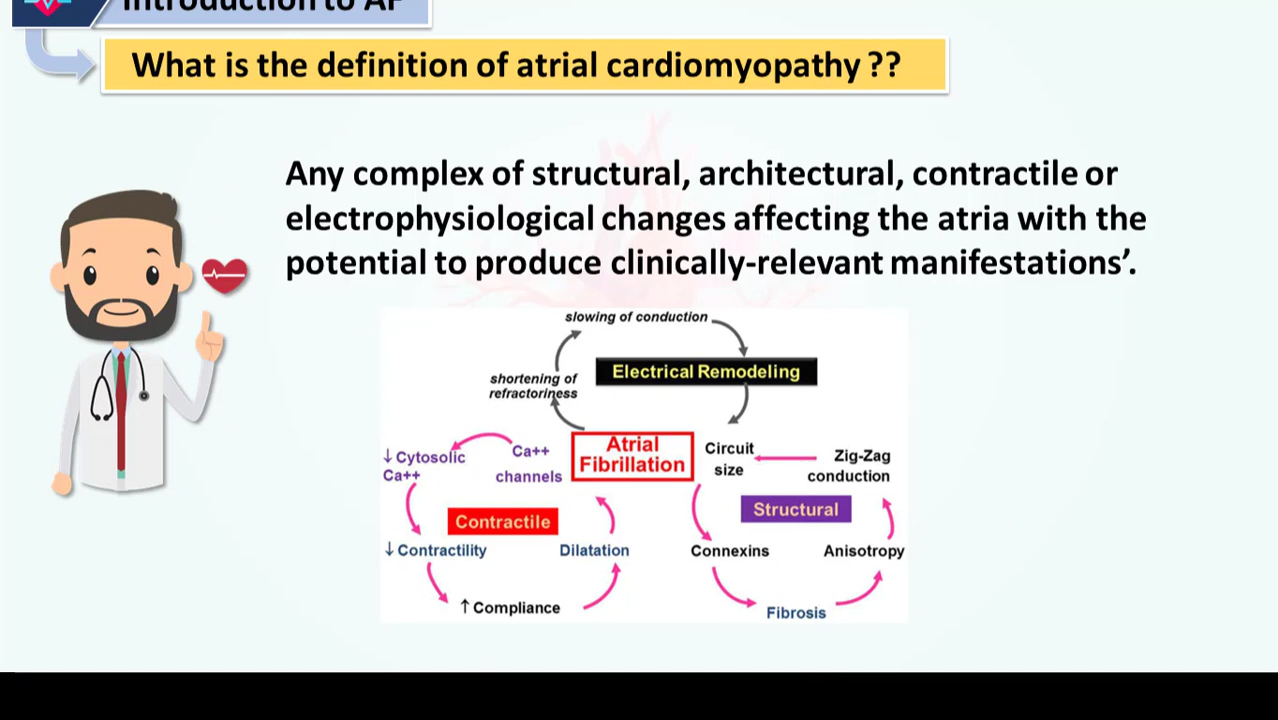 Introduction to AF
What is the definition of atrial cardiomyopathy ??
Any complex of structural, architectural, contractile or
electrophysiological changes affecting the atria with the
potential to produce clinically-relevant manifestations’.
slowing of conduction
Electrical Remodeling
shortening of
refractoriness
Atrial
Fibrillation
Circuit
size
Zig-Zag
conduction
Ca++
channels
↓ Cytosolic
Ca++
Contractile
Structural
↓ Contractility
Dilatation
Connexins
Anisotropy
↑ Compliance
Fibrosis